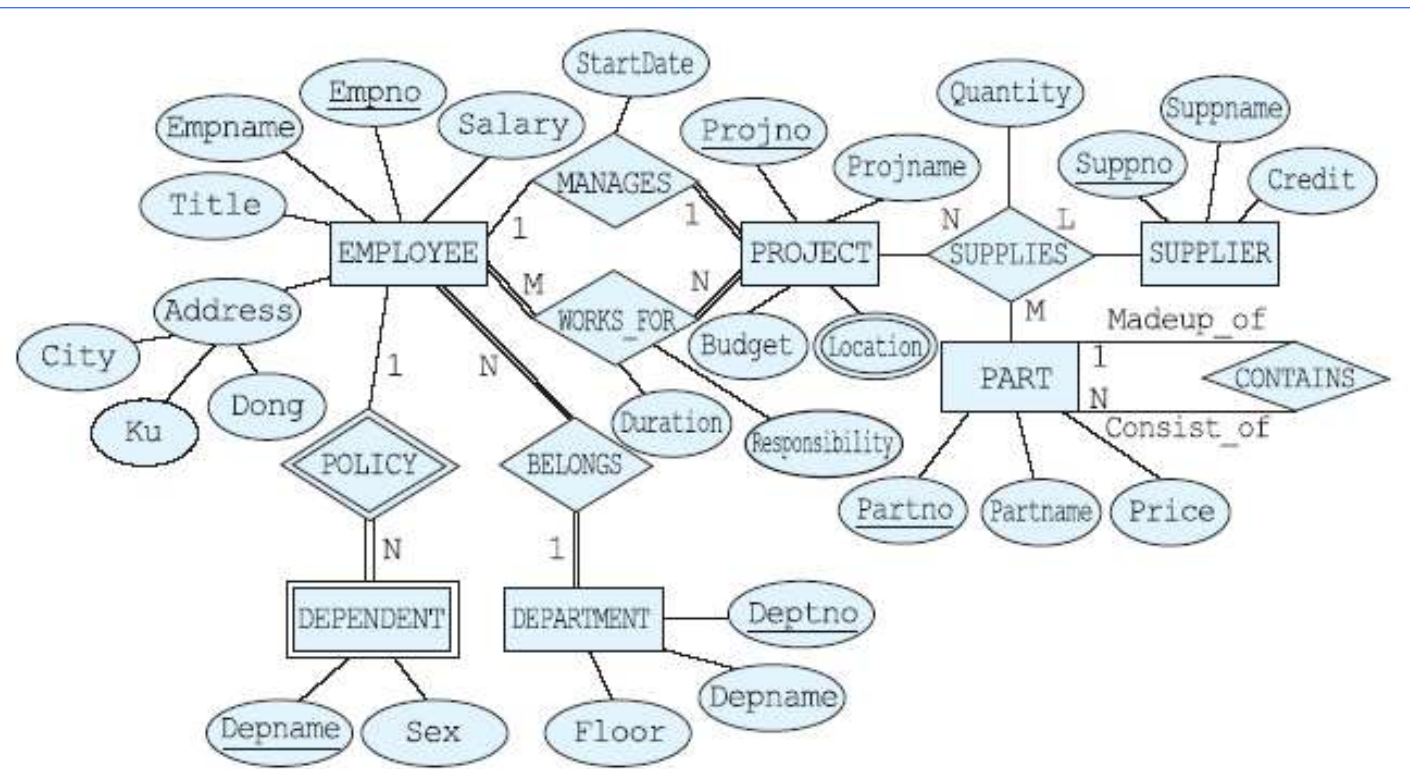 StartDate
Empno
Quantity
Suppname
Empname
Salary
Projno
Suppno
Projname
Credit
Title
MANAGES
1
1
N
L
EMPLOYEE
PROJECT
SUPPLIES
SUPPLIER
M
N
Address
WORKS_FOR
M
Madeup_of
City
Budget
Location
1
N
1
PART
CONTAINS
N
Ku
Dong
Duration
Consist_of
Responsibility
POLICY
BELONGS
Partno
Partname
Price
N
1
DEPENDENT
DEPARTMENT
Deptno
Depname
Depname
Sex
Floor